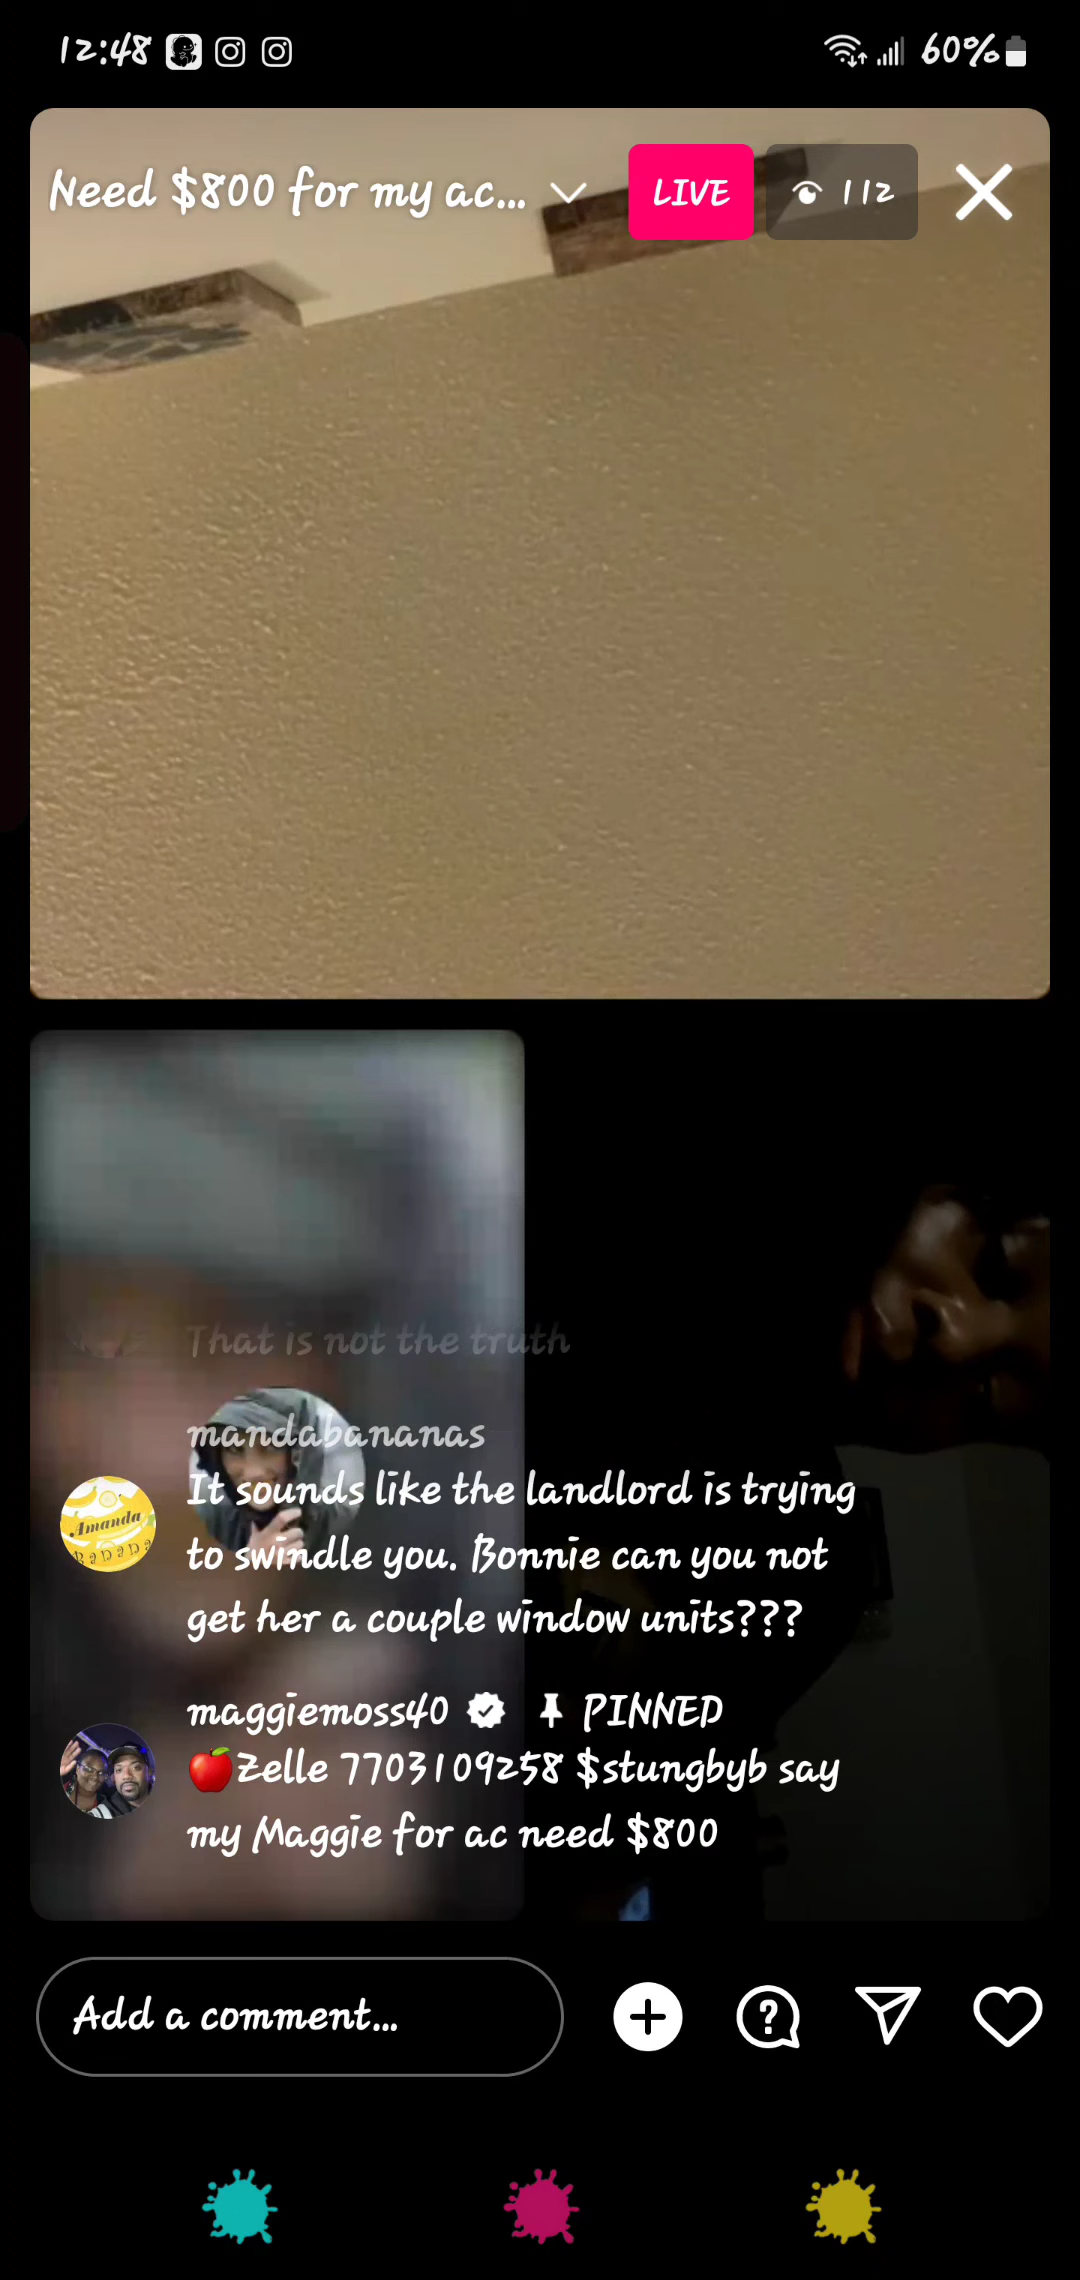 12:48
60%
Need $800 for my ac...
LIVE
112
That is not the truth
mandabananas
It sounds like the landlord is trying
to swindle you. Bonnie can you not
get her a couple window units???
Amanda
BaDaDa
maggiemoss40 PINNED
🍎Zelle 7703109258 $stungbyb say
my Maggie for ac need $800
Add a comment...